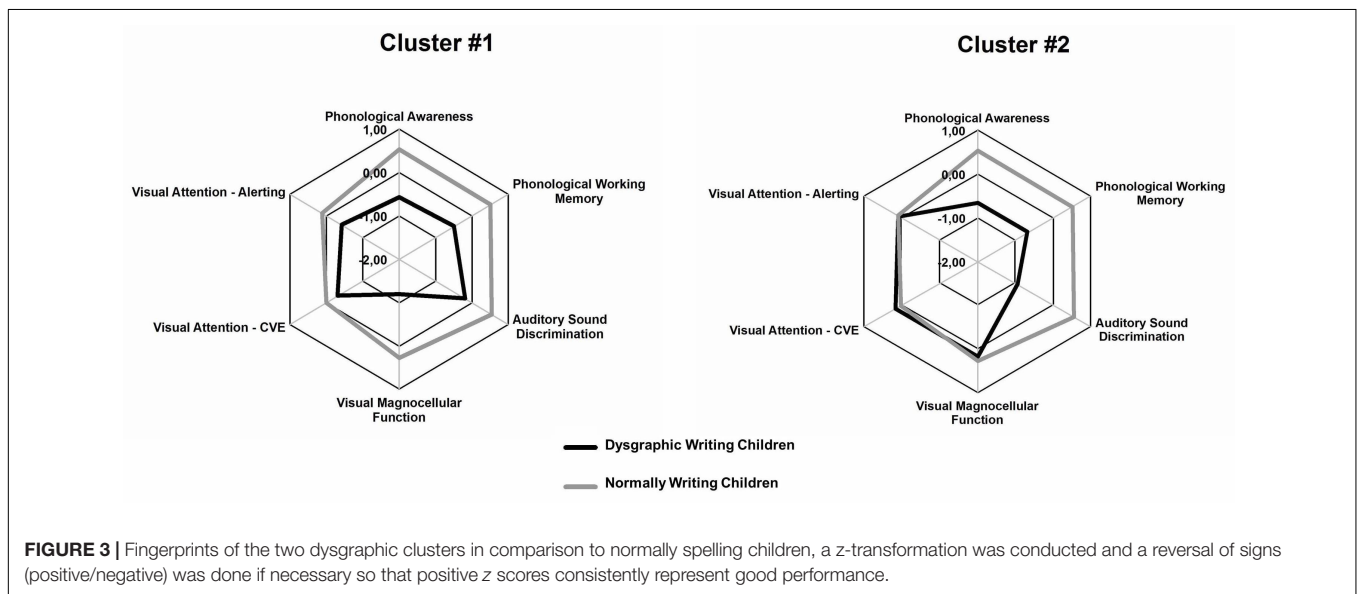 Cluster #1
Phonological Awareness
1,00
0,00
-1,00
-2,00
Visual Attention - Alerting
Phonological Working
Memory
Visual Attention - CVE
Auditory Sound
Discrimination
Visual Magnocellular
Function
Cluster #2
Phonological Awareness
1,00
0,00
-1,00
-2,00
Visual Attention - Alerting
Phonological Working
Memory
Visual Attention - CVE
Auditory Sound
Discrimination
Visual Magnocellular
Function
Dysgraphic Writing Children
Normally Writing Children
FIGURE 3 | Fingerprints of the two dysgraphic clusters in comparison to normally spelling children, a z-transformation was conducted and a reversal of signs
(positive/negative) was done if necessary so that positive z scores consistently represent good performance.